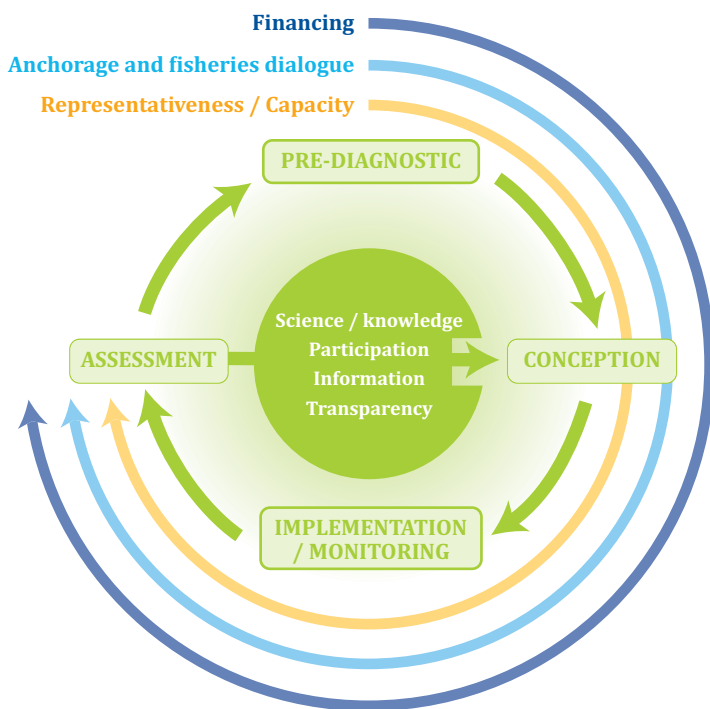 Financing
Anchorage and fisheries dialogue
Representativeness / Capacity
PRE-DIAGNOSTIC
Science / knowledge
Participation
Information
Transparency
ASSESSMENT
CONCEPTION
IMPLEMENTATION
/ MONITORING